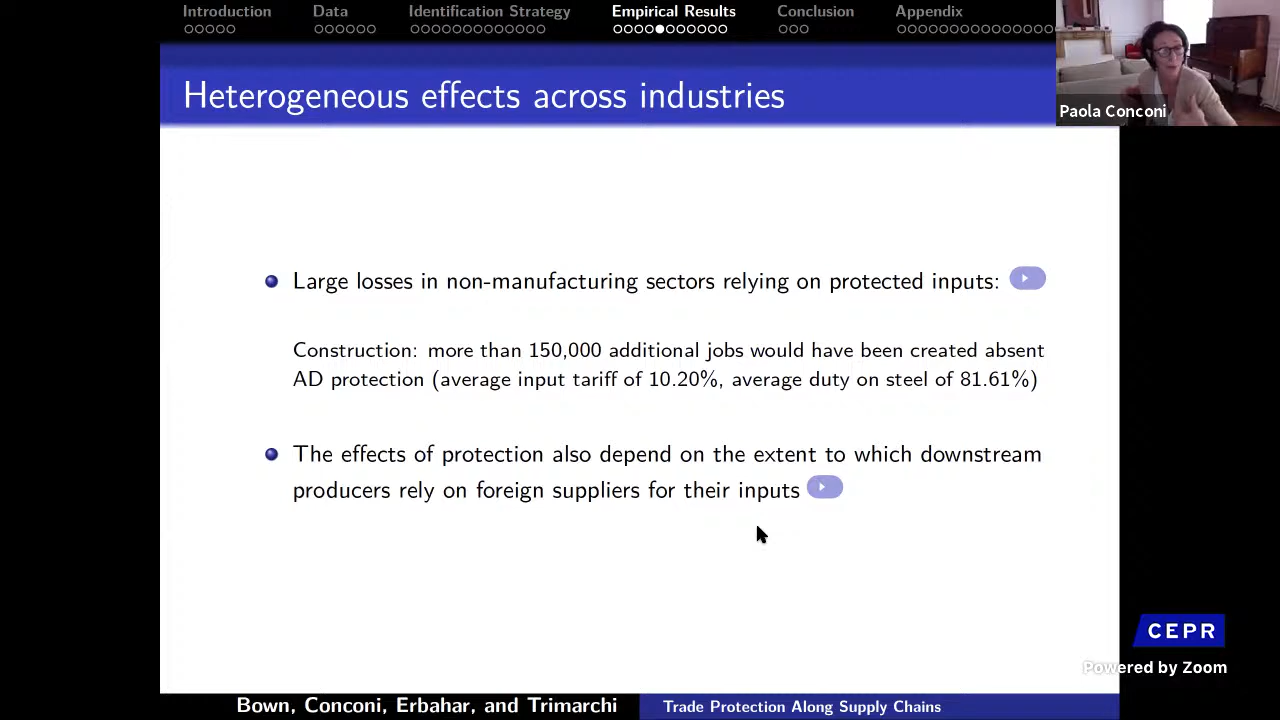 Introduction Data Identification Strategy Empirical Results Conclusion Appendix
Heterogeneous effects across industries
Paola Conconi
Large losses in non-manufacturing sectors relying on protected inputs:
Construction: more than 150,000 additional jobs would have been created absent
AD protection (average input tariff of 10.20%, average duty on steel of 81.61%)
The effects of protection also depend on the extent to which downstream
producers rely on foreign suppliers for their inputs
CEPR
Powered by Zoom
Bown, Conconi, Erbahar, and Trimarchi Trade Protection Along Supply Chains